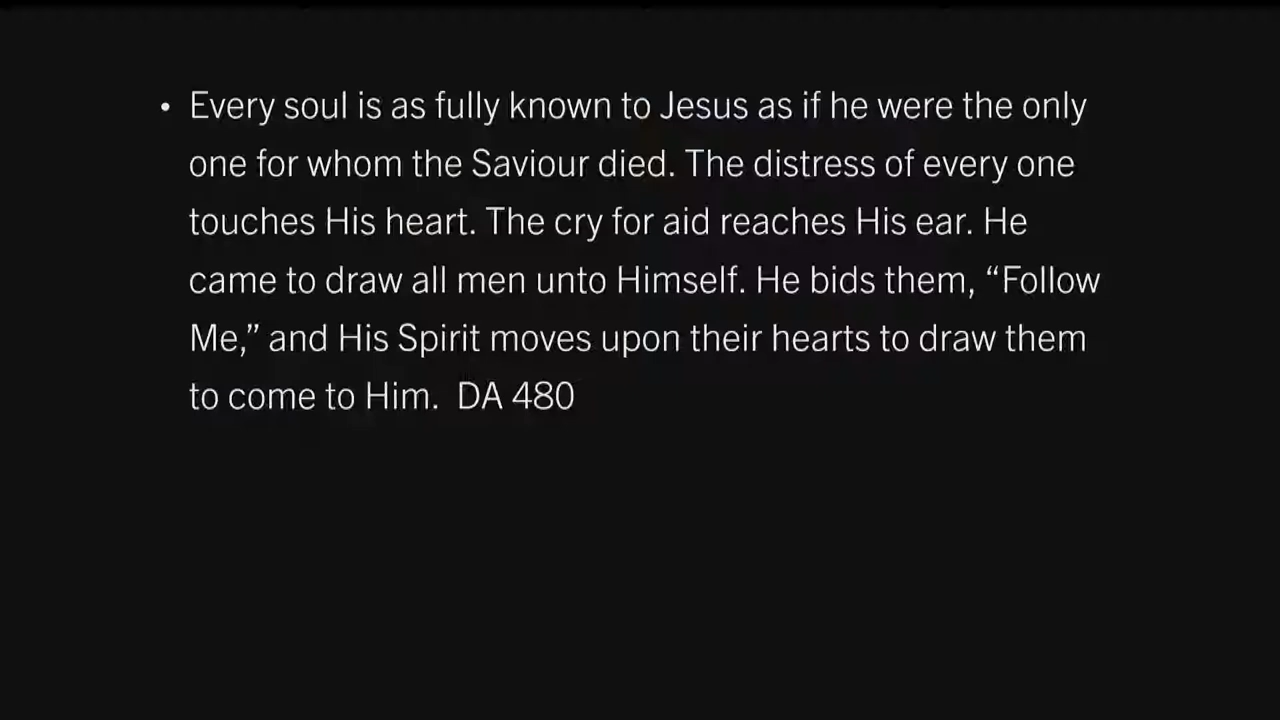 • Every soul is as fully known to Jesus as if he were the only
one for whom the Saviour died. The distress of every one
touches His heart. The cry for aid reaches His ear. He
came to draw all men unto Himself. He bids them, “Follow
Me,” and His Spirit moves upon their hearts to draw them
to come to Him.  DA 480